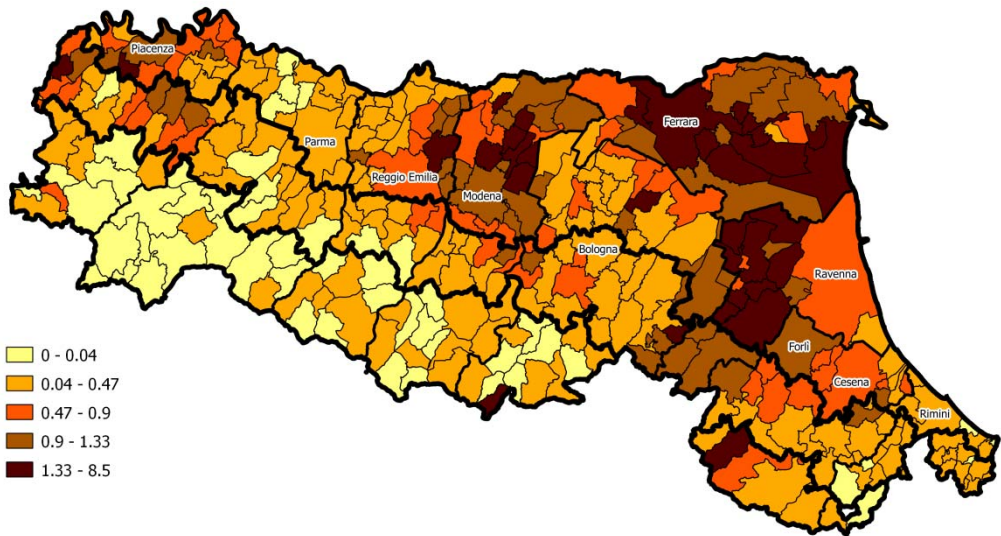 Piacenza
Parma
Reggio Emilia
Modena
Ferrara
Bologna
Ravenna
Forlì
Cesena
Rimini
0 - 0.04
0.04 - 0.47
0.47 - 0.9
0.9 - 1.33
1.33 - 8.5